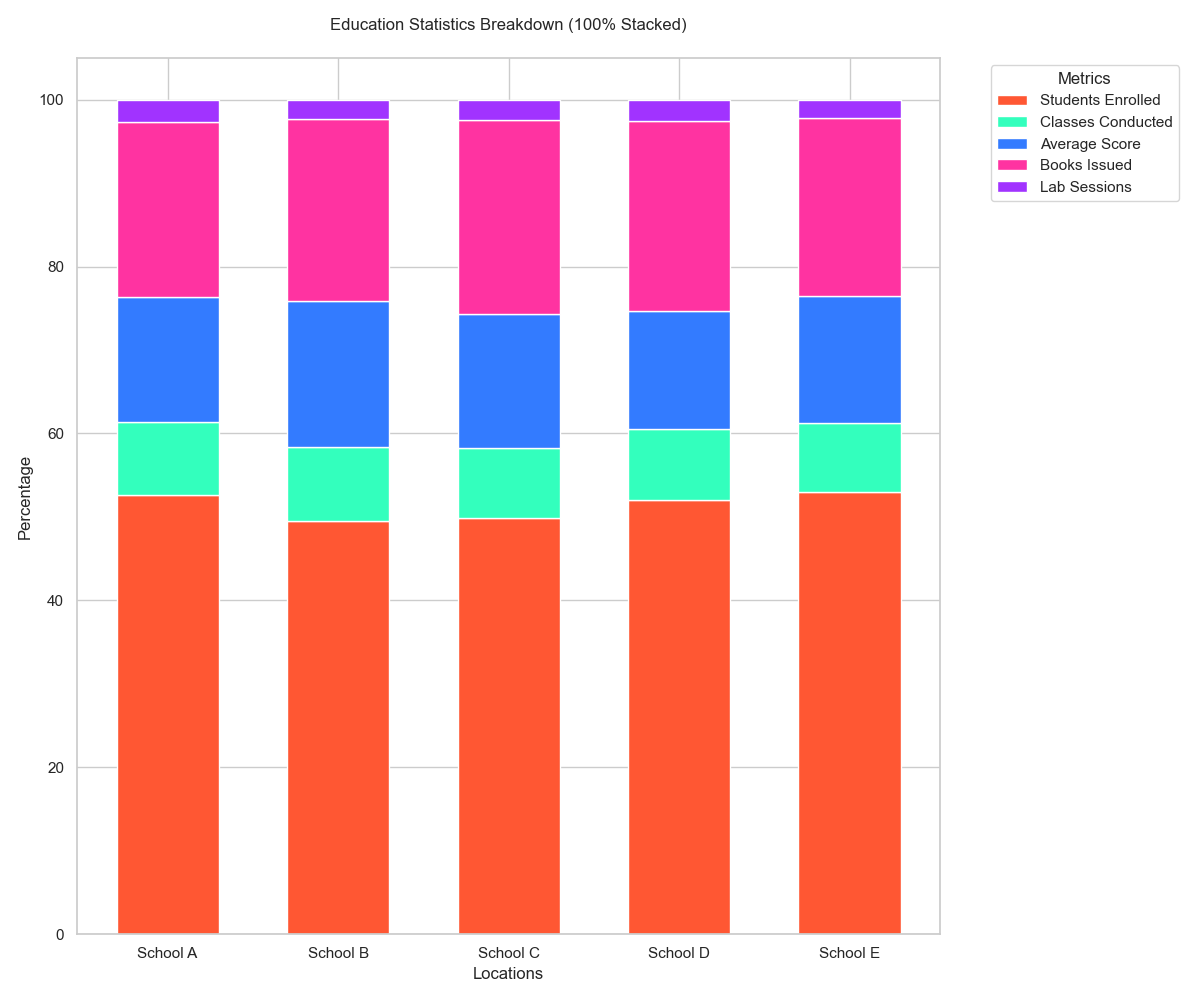 Education Statistics Breakdown (100% Stacked)
Metrics
Students Enrolled
Classes Conducted
Average Score
Books Issued
Lab Sessions
Percentage
100
80
60
40
20
0
School A
School B
School C
School D
School E
Locations